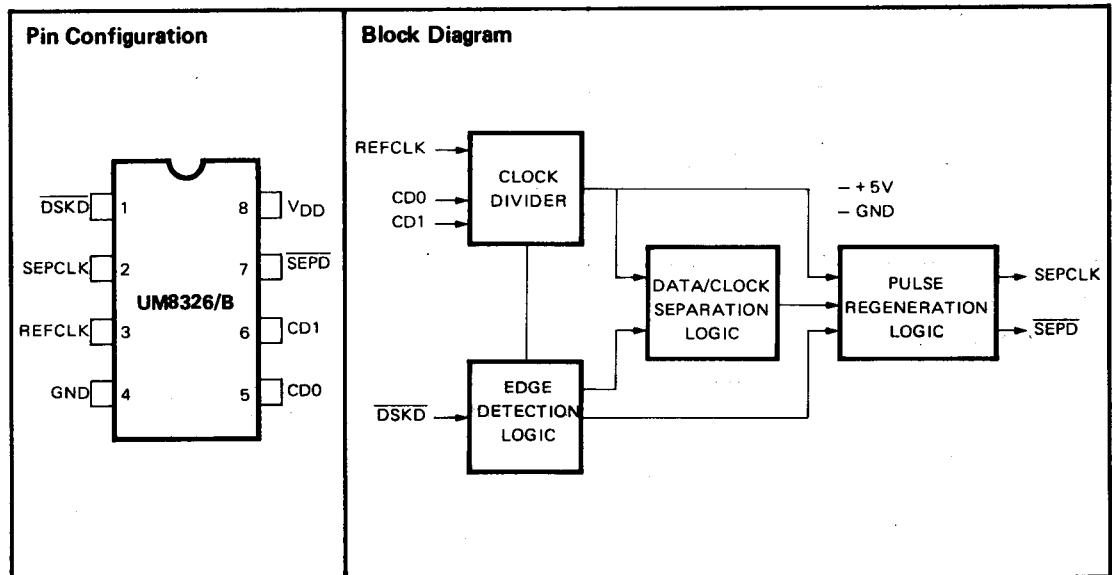 Pin Configuration
DSKD 1
8 VDD
SEPCLK 2
7 SEPD
UM8326/B
REFCLK 3
6 CD1
GND 4
5 CD0
Block Diagram
REFCLK
CD0
CD1
CLOCK
DIVIDER
– +5V
– GND
DATA/CLOCK
SEPARATION
LOGIC
PULSE
REGENERATION
LOGIC
SEPCLK
SEPD
DSKD
EDGE
DETECTION
LOGIC